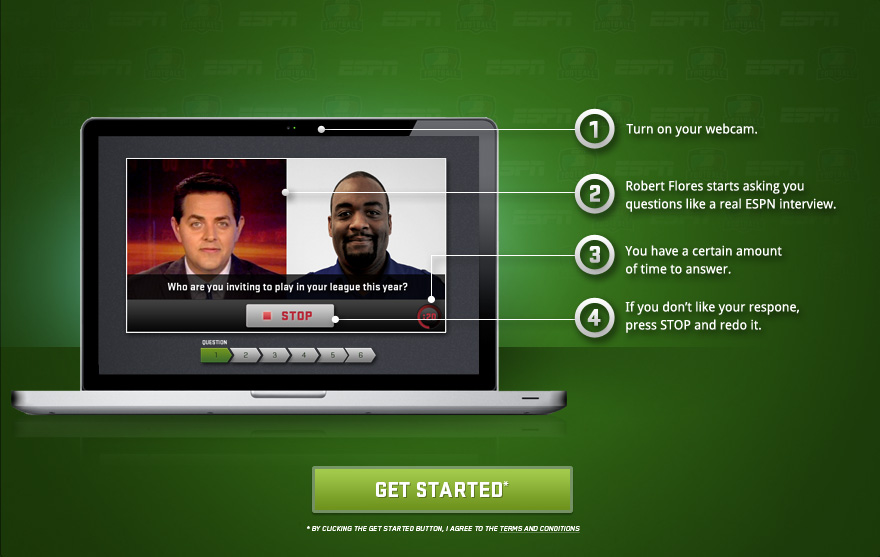 1
Turn on your webcam.
2
Robert Flores starts asking you
questions like a real ESPN interview.
3
You have a certain amount
of time to answer.
4
If you don't like your respone,
press STOP and redo it.
Who are you inviting to play in your league this year?
STOP
:20
QUESTION
1 2 3 4 5 6
GET STARTED*
* BY CLICKING THE GET STARTED BUTTON, I AGREE TO THE TERMS AND CONDITIONS
ESPN